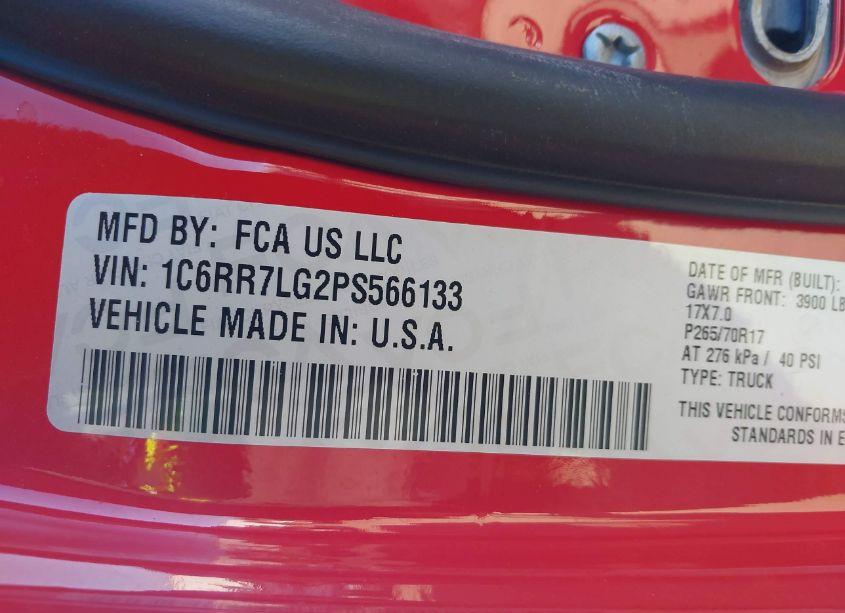 MFD BY: FCA US LLC
VIN: 1C6RR7LG2PS566133
VEHICLE MADE IN: U.S.A.
DATE OF MFR (BUILT):
GAWR FRONT: 3900 LB
17X7.0
P265/70R17
AT 276 kPa / 40 PSI
TYPE: TRUCK
THIS VEHICLE CONFORMS
STANDARDS IN E